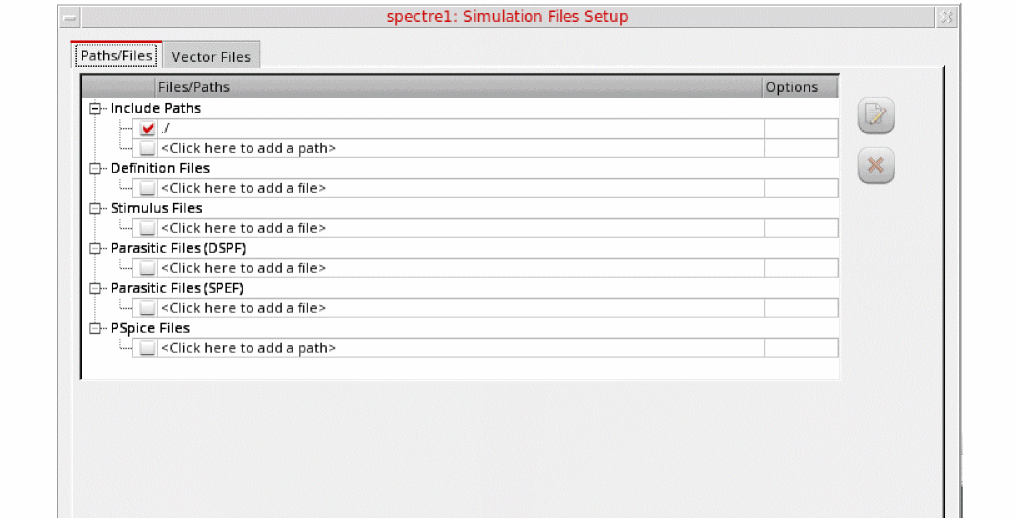 spectre1: Simulation Files Setup
Paths/Files Vector Files
Files/Paths Options
Include Paths
./
<Click here to add a path>
Definition Files
<Click here to add a file>
Stimulus Files
<Click here to add a file>
Parasitic Files (DSPF)
<Click here to add a file>
Parasitic Files (SPEF)
<Click here to add a file>
PSpice Files
<Click here to add a path>